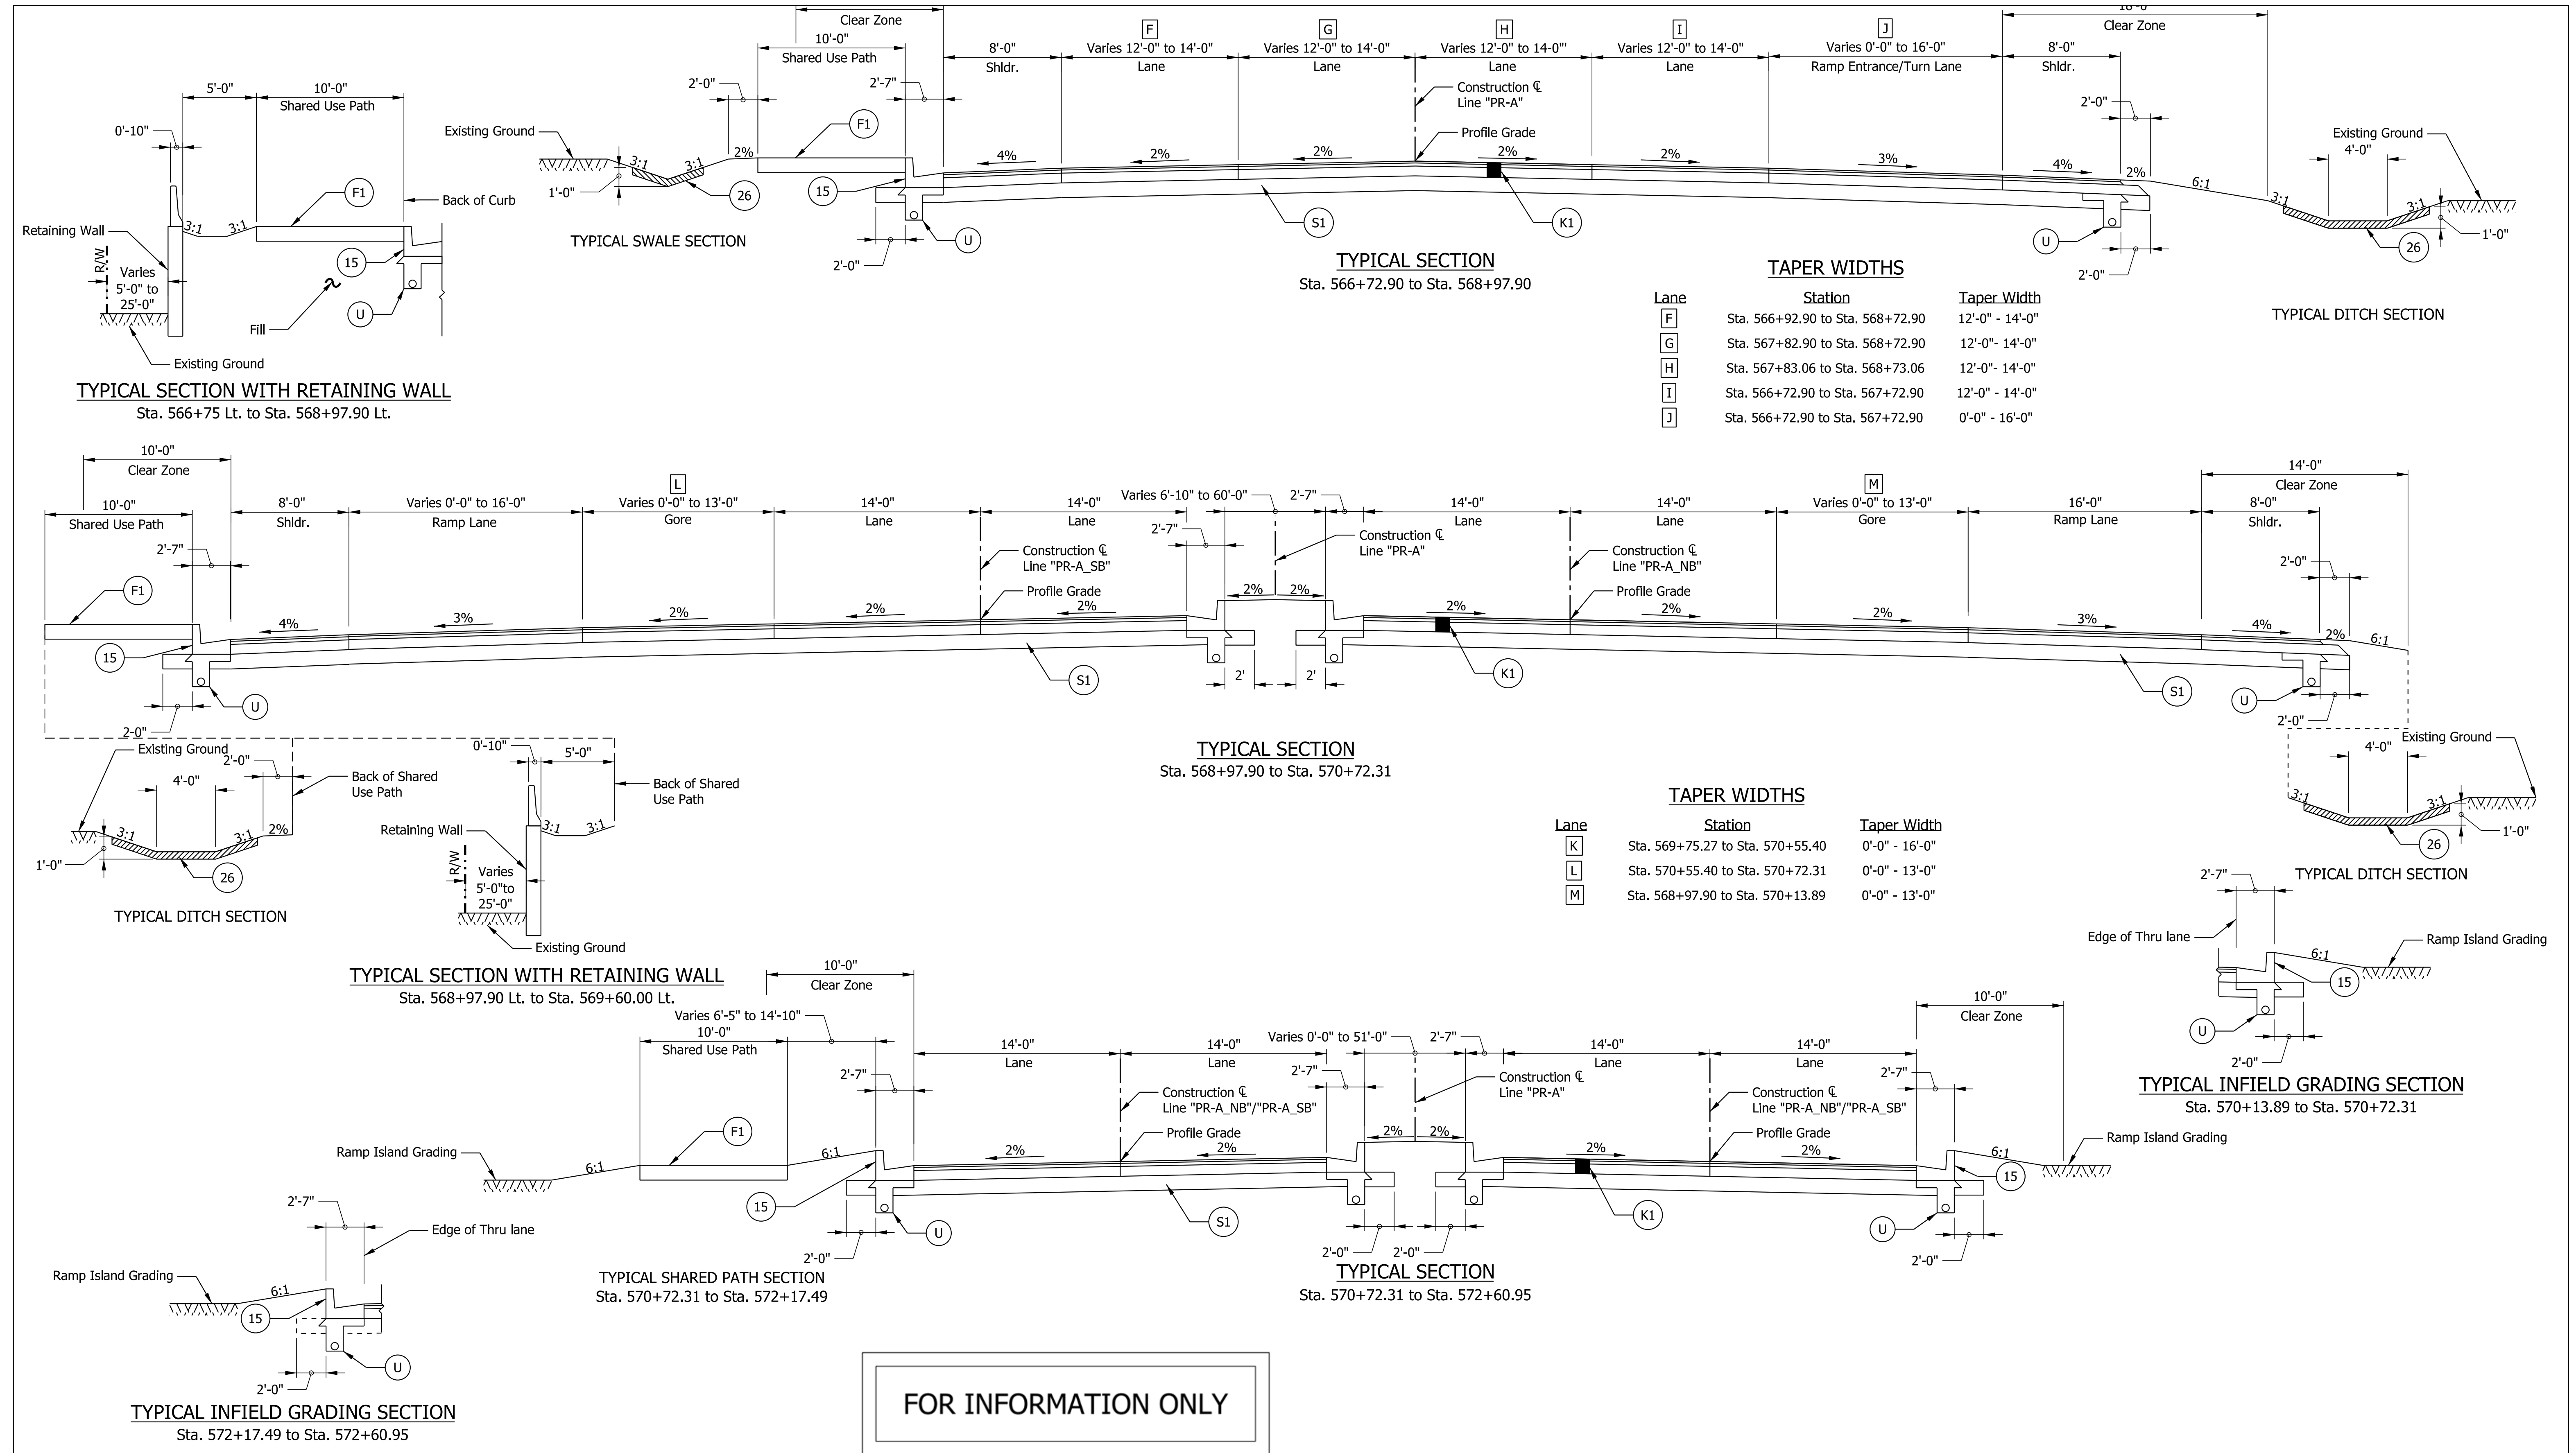 Clear Zone
10'-0"
Shared Use Path
2'-0"
2'-7"
8'-0"
Shldr.
F
Varies 12'-0" to 14'-0"
Lane
G
Varies 12'-0" to 14'-0"
Lane
H
Varies 12'-0" to 14-0"'
Lane
I
Varies 12'-0" to 14'-0"
Lane
J
Varies 0'-0" to 16'-0"
Ramp Entrance/Turn Lane
Clear Zone
8'-0"
Shldr.
2'-0"
Construction ℄
Line "PR-A"
Profile Grade
5'-0"
10'-0"
Shared Use Path
0'-10"
F1
Back of Curb
Retaining Wall
3:1
3:1
R/W
Varies
5'-0" to
25'-0"
15
Fill
U
Existing Ground
TYPICAL SECTION WITH RETAINING WALL
Sta. 566+75 Lt. to Sta. 568+97.90 Lt.
Existing Ground
3:1
3:1
2%
1'-0"
26
TYPICAL SWALE SECTION
F1
15
U
2'-0"
4%
2%
2%
2%
2%
3%
4%
2%
6:1
S1
K1
U
2'-0"
TYPICAL SECTION
Sta. 566+72.90 to Sta. 568+97.90
Existing Ground
4'-0"
3:1
3:1
1'-0"
26
TYPICAL DITCH SECTION
TAPER WIDTHS
Lane Station Taper Width
F Sta. 566+92.90 to Sta. 568+72.90 12'-0" - 14'-0"
G Sta. 567+82.90 to Sta. 568+72.90 12'-0"- 14'-0"
H Sta. 567+83.06 to Sta. 568+73.06 12'-0"- 14'-0"
I Sta. 566+72.90 to Sta. 567+72.90 12'-0" - 14'-0"
J Sta. 566+72.90 to Sta. 567+72.90 0'-0" - 16'-0"
10'-0"
Clear Zone
10'-0"
Shared Use Path
2'-7"
8'-0"
Shldr.
Varies 0'-0" to 16'-0"
Ramp Lane
L
Varies 0'-0" to 13'-0"
Gore
14'-0"
Lane
14'-0"
Lane
Varies 6'-10" to 60'-0"
2'-7"
2'-7"
14'-0"
Lane
14'-0"
Lane
M
Varies 0'-0" to 13'-0"
Gore
16'-0"
Ramp Lane
14'-0"
Clear Zone
8'-0"
Shldr.
2'-0"
Construction ℄
Line "PR-A_SB"
Profile Grade
Construction ℄
Line "PR-A"
Construction ℄
Line "PR-A_NB"
Profile Grade
F1
15
U
2-0"
4%
3%
2%
2%
2%
2%
2%
2%
2%
2%
3%
4%
2%
6:1
S1
2'
2'
K1
S1
U
2'-0"
TYPICAL SECTION
Sta. 568+97.90 to Sta. 570+72.31
Existing Ground
2'-0"
4'-0"
Back of Shared
Use Path
3:1
3:1
2%
1'-0"
26
TYPICAL DITCH SECTION
0'-10"
5'-0"
Back of Shared
Use Path
Retaining Wall
3:1
3:1
R/W
Varies
5'-0"to
25'-0"
Existing Ground
TYPICAL SECTION WITH RETAINING WALL
Sta. 568+97.90 Lt. to Sta. 569+60.00 Lt.
TAPER WIDTHS
Lane Station Taper Width
K Sta. 569+75.27 to Sta. 570+55.40 0'-0" - 16'-0"
L Sta. 570+55.40 to Sta. 570+72.31 0'-0" - 13'-0"
M Sta. 568+97.90 to Sta. 570+13.89 0'-0" - 13'-0"
Existing Ground
4'-0"
3:1
3:1
1'-0"
26
TYPICAL DITCH SECTION
2'-7"
Edge of Thru lane
6:1
Ramp Island Grading
15
U
2'-0"
TYPICAL INFIELD GRADING SECTION
Sta. 570+13.89 to Sta. 570+72.31
10'-0"
Clear Zone
Varies 6'-5" to 14'-10"
10'-0"
Shared Use Path
2'-7"
14'-0"
Lane
14'-0"
Lane
Varies 0'-0" to 51'-0"
2'-7"
2'-7"
14'-0"
Lane
14'-0"
Lane
10'-0"
Clear Zone
2'-7"
Construction ℄
Line "PR-A_NB"/"PR-A_SB"
Profile Grade
Construction ℄
Line "PR-A"
Construction ℄
Line "PR-A_NB"/"PR-A_SB"
Profile Grade
Ramp Island Grading
6:1
F1
6:1
15
U
2'-0"
2%
2%
2%
2%
2%
2%
6:1
Ramp Island Grading
15
S1
K1
U
2'-0"
2'-0"
2'-0"
TYPICAL SHARED PATH SECTION
Sta. 570+72.31 to Sta. 572+17.49
TYPICAL SECTION
Sta. 570+72.31 to Sta. 572+60.95
2'-7"
Edge of Thru lane
Ramp Island Grading
6:1
15
U
2'-0"
TYPICAL INFIELD GRADING SECTION
Sta. 572+17.49 to Sta. 572+60.95
FOR INFORMATION ONLY